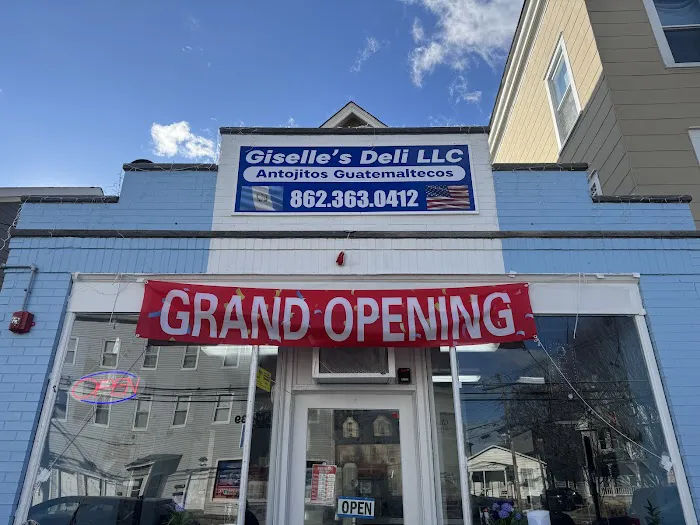 Giselle's Deli LLC
Antojitos Guatemaltecos
862.363.0412
GRAND OPENING
OPEN